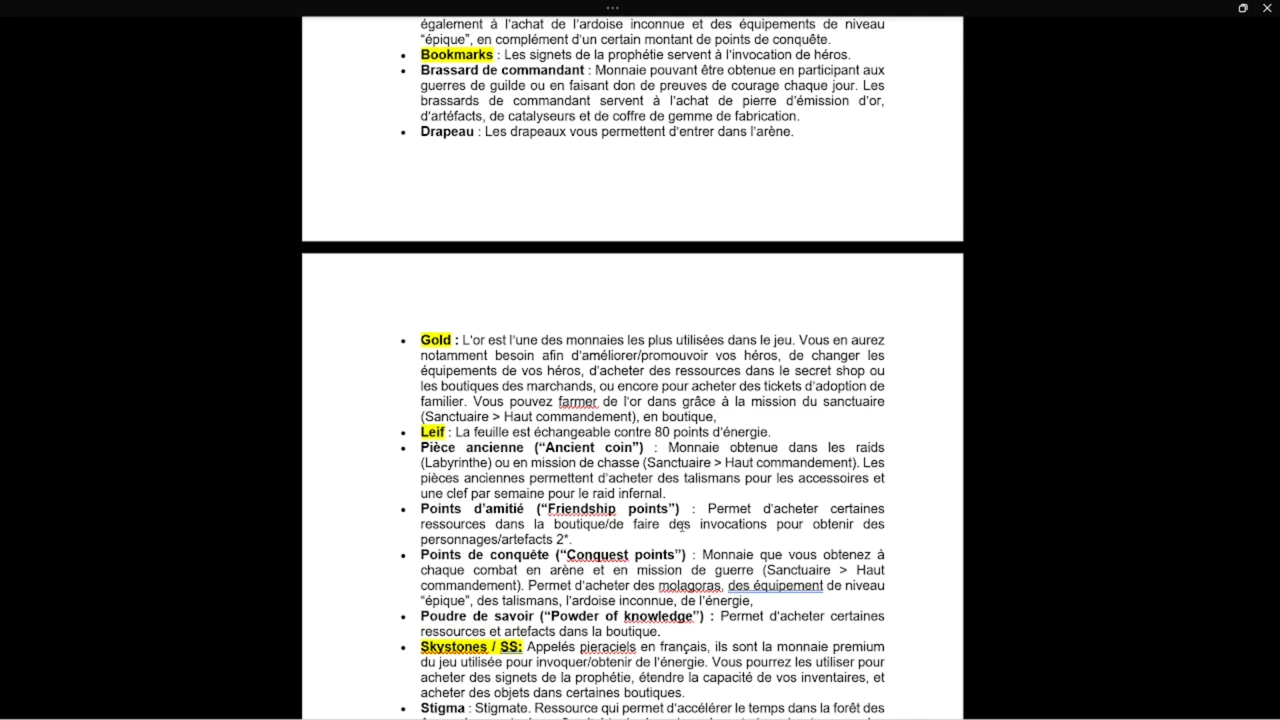 également à l'achat de l'ardoise inconnue et des équipements de niveau
“épique”, en complément d'un certain montant de points de conquête.
• Bookmarks : Les signets de la prophétie servent à l'invocation de héros.
• Brassard de commandant : Monnaie pouvant être obtenue en participant aux
guerres de guilde ou en faisant don de preuves de courage chaque jour. Les
brassards de commandant servent à l'achat de pierre d'émission d'or,
d'artéfacts, de catalyseurs et de coffre de gemme de fabrication.
• Drapeau : Les drapeaux vous permettent d'entrer dans l'arène.
• Gold : L'or est l'une des monnaies les plus utilisées dans le jeu. Vous en aurez
notamment besoin afin d'améliorer/promouvoir vos héros, de changer les
équipements de vos héros, d'acheter des ressources dans le secret shop ou
les boutiques des marchands, ou encore pour acheter des tickets d'adoption de
familier. Vous pouvez farmer de l'or dans grâce à la mission du sanctuaire
(Sanctuaire > Haut commandement), en boutique,
• Leif : La feuille est échangeable contre 80 points d'énergie.
• Pièce ancienne (“Ancient coin”) : Monnaie obtenue dans les raids
(Labyrinthe) ou en mission de chasse (Sanctuaire > Haut commandement). Les
pièces anciennes permettent d'acheter des talismans pour les accessoires et
une clef par semaine pour le raid infernal.
• Points d'amitié (“Friendship points”) : Permet d'acheter certaines
ressources dans la boutique/de faire des invocations pour obtenir des
personnages/artefacts 2*.
• Points de conquête (“Conquest points”) : Monnaie que vous obtenez à
chaque combat en arène et en mission de guerre (Sanctuaire > Haut
commandement). Permet d'acheter des molagoras, des équipement de niveau
“épique”, des talismans, l'ardoise inconnue, de l'énergie,
• Poudre de savoir (“Powder of knowledge”) : Permet d'acheter certaines
ressources et artefacts dans la boutique.
• Skystones / SS: Appelés pieraciels en français, ils sont la monnaie premium
du jeu utilisée pour invoquer/obtenir de l'énergie. Vous pourrez les utiliser pour
acheter des signets de la prophétie, étendre la capacité de vos inventaires, et
acheter des objets dans certaines boutiques.
• Stigma : Stigmate. Ressource qui permet d'accélérer le temps dans la forêt des